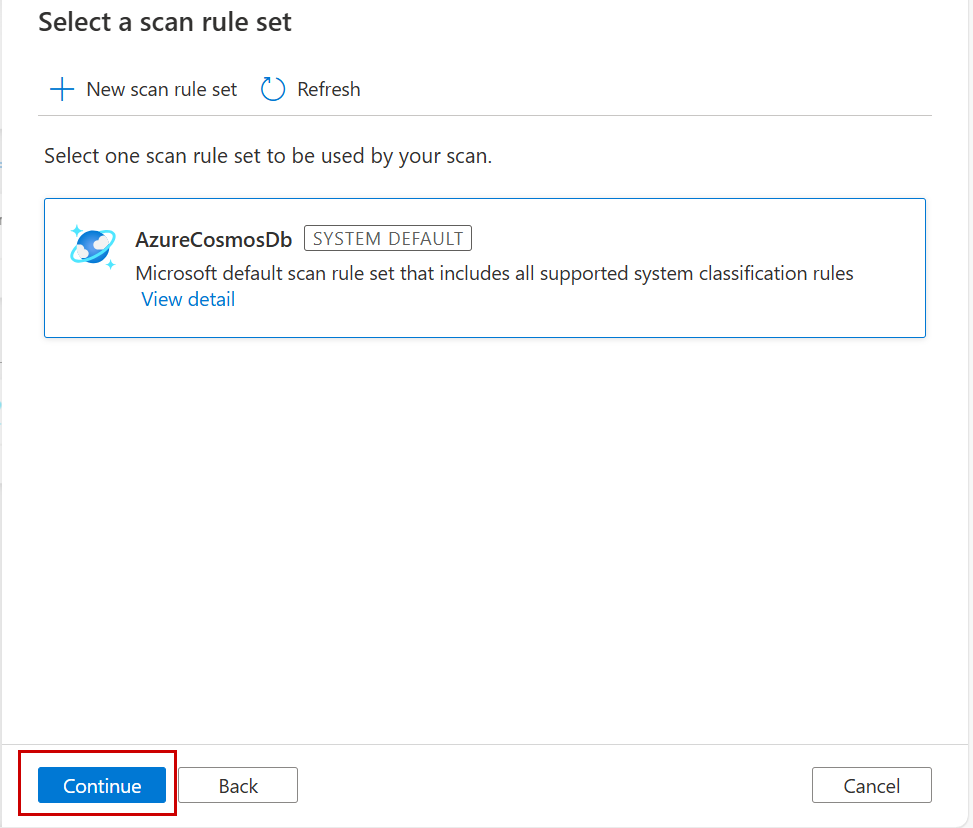 Select a scan rule set
New scan rule set Refresh
Select one scan rule set to be used by your scan.
AzureCosmosDb SYSTEM DEFAULT
Microsoft default scan rule set that includes all supported system classification rules
View detail
Continue Back Cancel